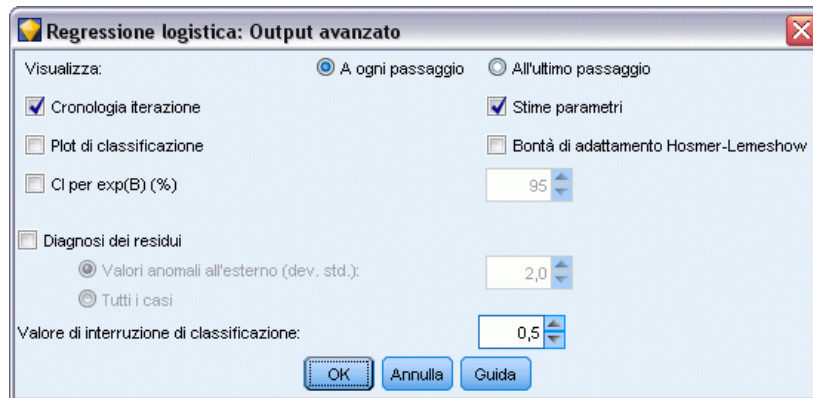 Regressione logistica: Output avanzato
Visualizza: A ogni passaggio All'ultimo passaggio
Cronologia iterazione Stime parametri
Plot di classificazione Bontà di adattamento Hosmer-Lemeshow
CI per exp(B) (%) 95
Diagnosi dei residui
Valori anomali all'esterno (dev. std.): 2,0
Tutti i casi
Valore di interruzione di classificazione: 0,5
OK Annulla Guida